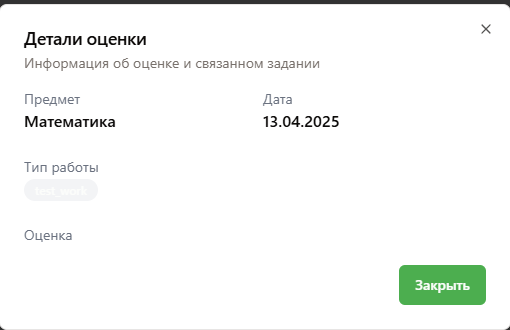 Детали оценки
Информация об оценке и связанном задании
Предмет
Дата
Математика
13.04.2025
Тип работы
test_work
Оценка
Закрыть